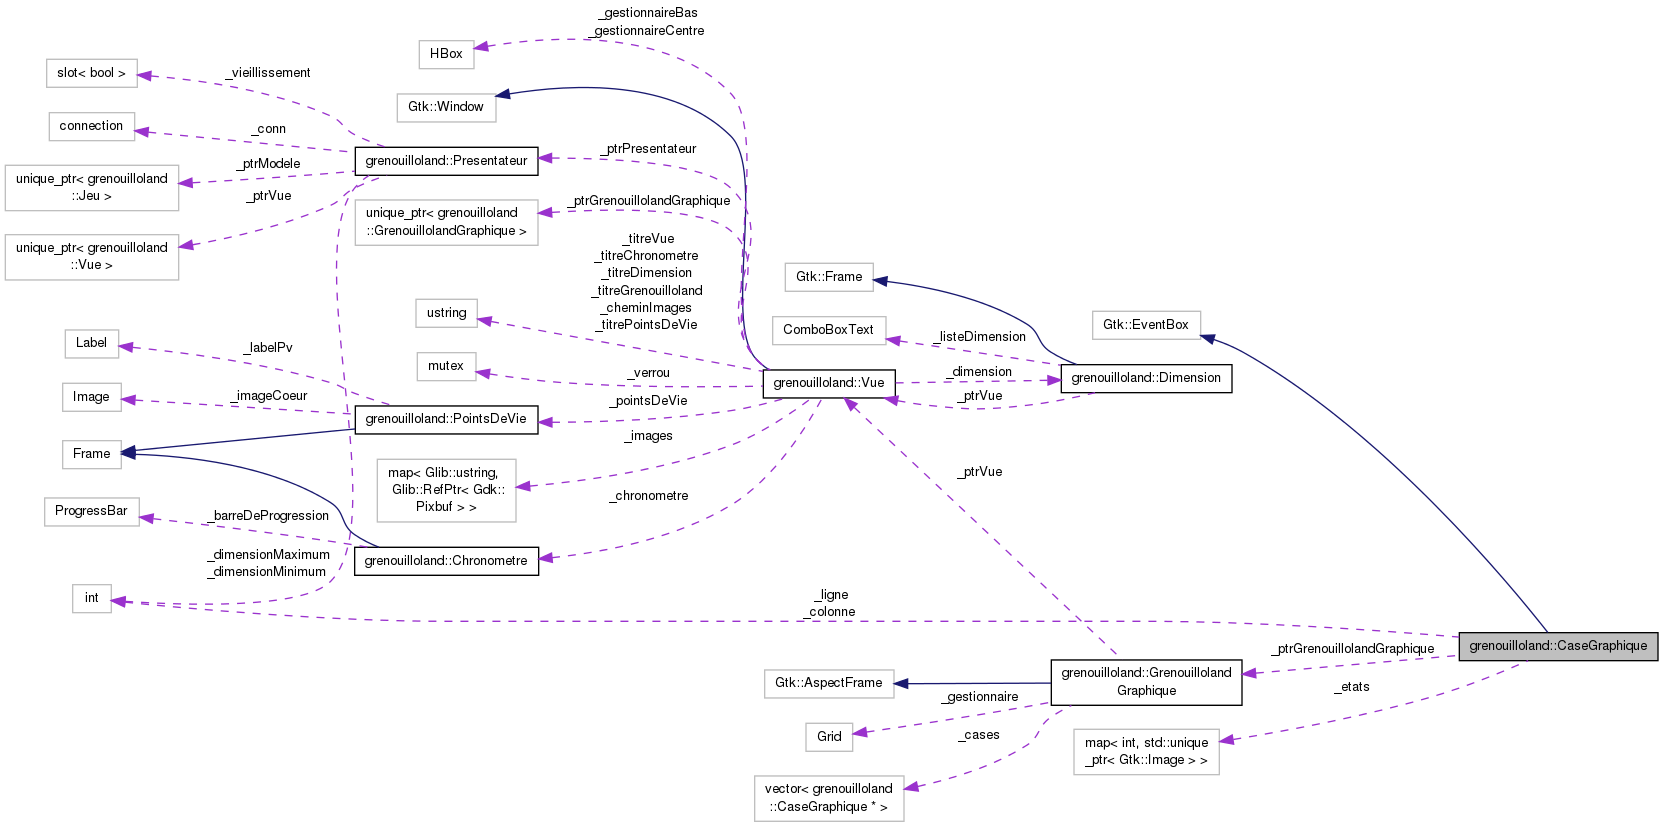 _gestionnaireBas
_gestionnaireCentre
HBox
slot< bool >
_vieillissement
Gtk::Window
connection
_conn
_ptrPresentateur
grenouilloland::Presentateur
_ptrModele
unique_ptr< grenouilloland
::Jeu >
_ptrVue
_ptrGrenouillolandGraphique
unique_ptr< grenouilloland
::GrenouillolandGraphique >
unique_ptr< grenouilloland
::Vue >
_titreVue
_titreChronometre
_titreDimension
_titreGrenouilloland
_cheminImages
_titrePointsDeVie
Gtk::Frame
ustring
ComboBoxText
_listeDimension
Gtk::EventBox
Label
_labelPv
mutex
_verrou
grenouilloland::Vue
_dimension
grenouilloland::Dimension
_ptrVue
Image
_imageCoeur
_pointsDeVie
grenouilloland::PointsDeVie
_images
Frame
map< Glib::ustring,
Glib::RefPtr< Gdk::
Pixbuf > >
_ptrVue
_chronometre
ProgressBar
_barreDeProgression
grenouilloland::Chronometre
_dimensionMaximum
_dimensionMinimum
int
_ligne
_colonne
grenouilloland::CaseGraphique
_ptrGrenouillolandGraphique
grenouilloland::Grenouilloland
Graphique
Gtk::AspectFrame
_gestionnaire
_etats
Grid
_cases
map< int, std::unique
_ptr< Gtk::Image > >
vector< grenouilloland
::CaseGraphique * >